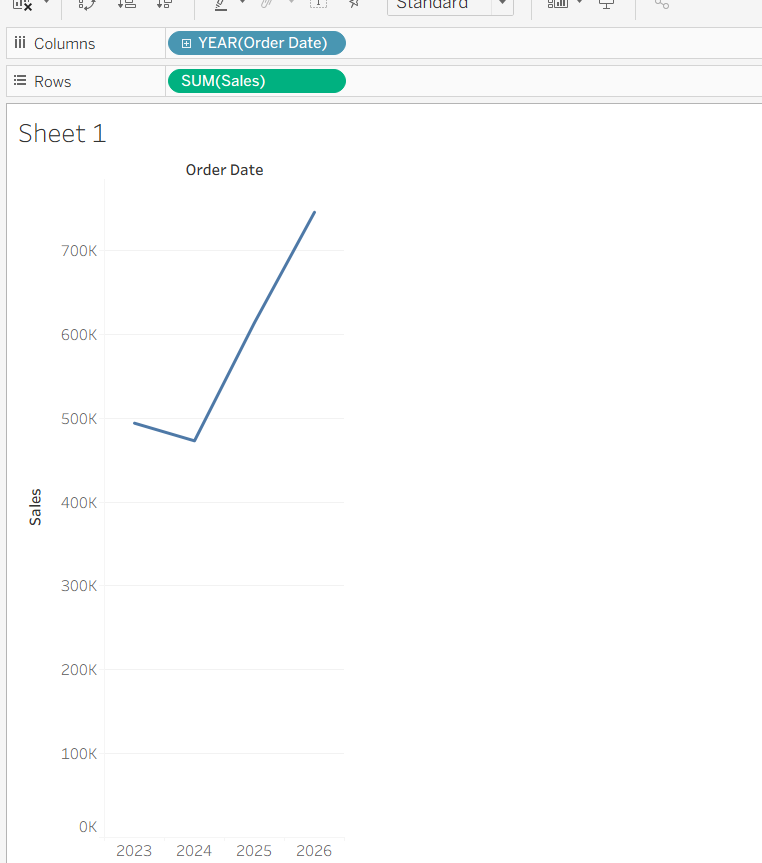 Standard
Columns
YEAR(Order Date)
Rows
SUM(Sales)
Sheet 1
Order Date
700K
600K
500K
400K
Sales
300K
200K
100K
0K
2023 2024 2025 2026